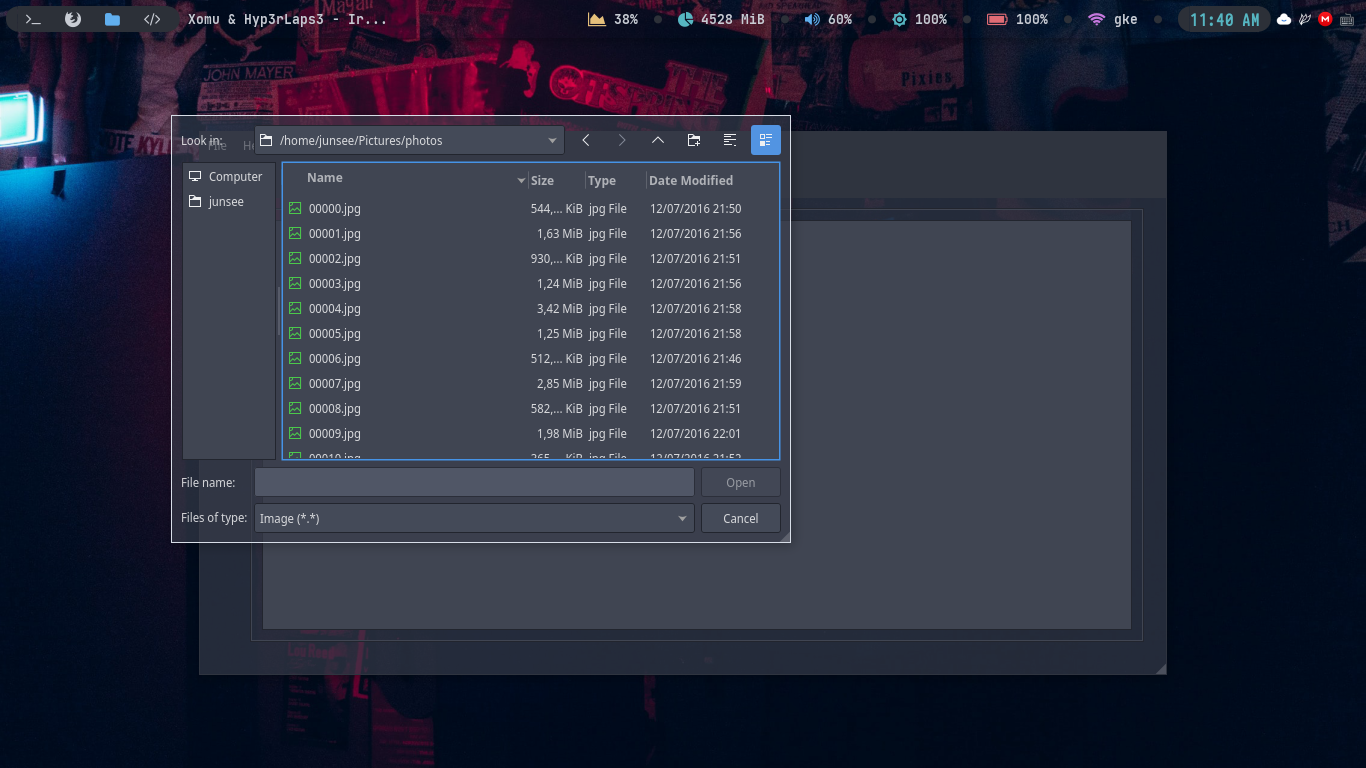 Xomu & Hyp3rLaps3 - Ir...
38%
4528 MiB
60%
100%
100%
gke
11:40 AM
JOHN MAYER
Pixies
Look in:
File
/home/junsee/Pictures/photos
Computer
junsee
Name Size Type Date Modified
00000.jpg 544,... KiB jpg File 12/07/2016 21:50
00001.jpg 1,63 MiB jpg File 12/07/2016 21:56
00002.jpg 930,... KiB jpg File 12/07/2016 21:51
00003.jpg 1,24 MiB jpg File 12/07/2016 21:56
00004.jpg 3,42 MiB jpg File 12/07/2016 21:58
00005.jpg 1,25 MiB jpg File 12/07/2016 21:58
00006.jpg 512,... KiB jpg File 12/07/2016 21:46
00007.jpg 2,85 MiB jpg File 12/07/2016 21:59
00008.jpg 582,... KiB jpg File 12/07/2016 21:51
00009.jpg 1,98 MiB jpg File 12/07/2016 22:01
File name:
Open
Files of type:
Image (*.*)
Cancel